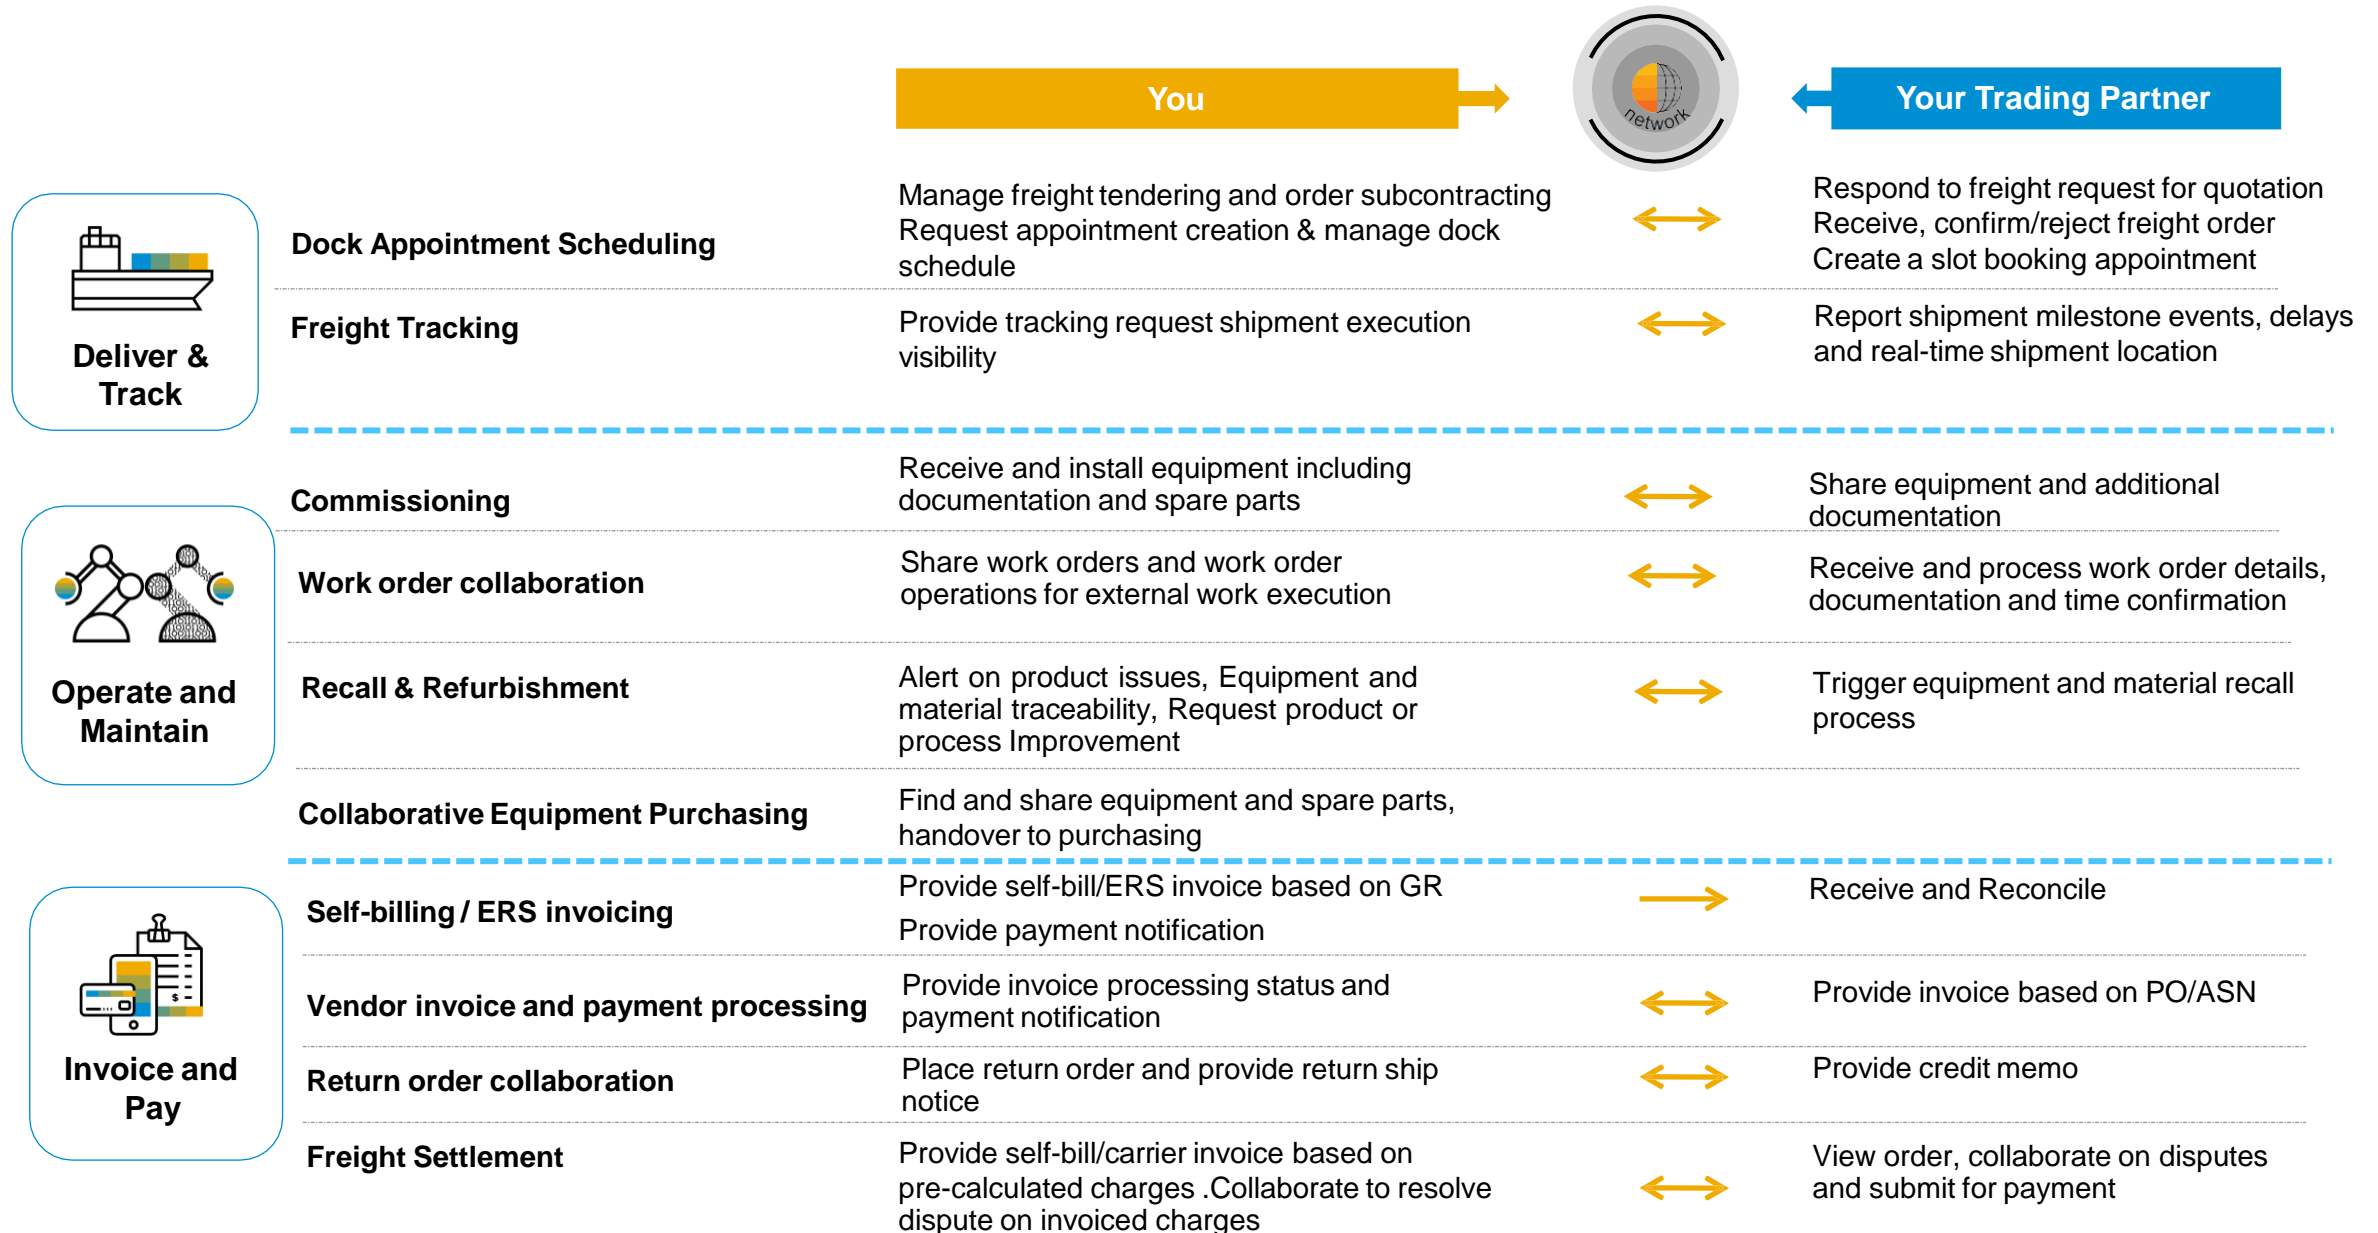 You
network
Your Trading Partner
Deliver &
Track
Dock Appointment Scheduling
Manage freight tendering and order subcontracting
Request appointment creation & manage dock
schedule
Respond to freight request for quotation
Receive, confirm/reject freight order
Create a slot booking appointment
Freight Tracking
Provide tracking request shipment execution
visibility
Report shipment milestone events, delays
and real-time shipment location
Operate and
Maintain
Commissioning
Receive and install equipment including
documentation and spare parts
Share equipment and additional
documentation
Work order collaboration
Share work orders and work order
operations for external work execution
Receive and process work order details,
documentation and time confirmation
Recall & Refurbishment
Alert on product issues, Equipment and
material traceability, Request product or
process Improvement
Trigger equipment and material recall
process
Collaborative Equipment Purchasing
Find and share equipment and spare parts,
handover to purchasing
Invoice and
Pay
$
Self-billing / ERS invoicing
Provide self-bill/ERS invoice based on GR
Provide payment notification
Receive and Reconcile
Vendor invoice and payment processing
Provide invoice processing status and
payment notification
Provide invoice based on PO/ASN
Return order collaboration
Place return order and provide return ship
notice
Provide credit memo
Freight Settlement
Provide self-bill/carrier invoice based on
pre-calculated charges .Collaborate to resolve
dispute on invoiced charges
View order, collaborate on disputes
and submit for payment